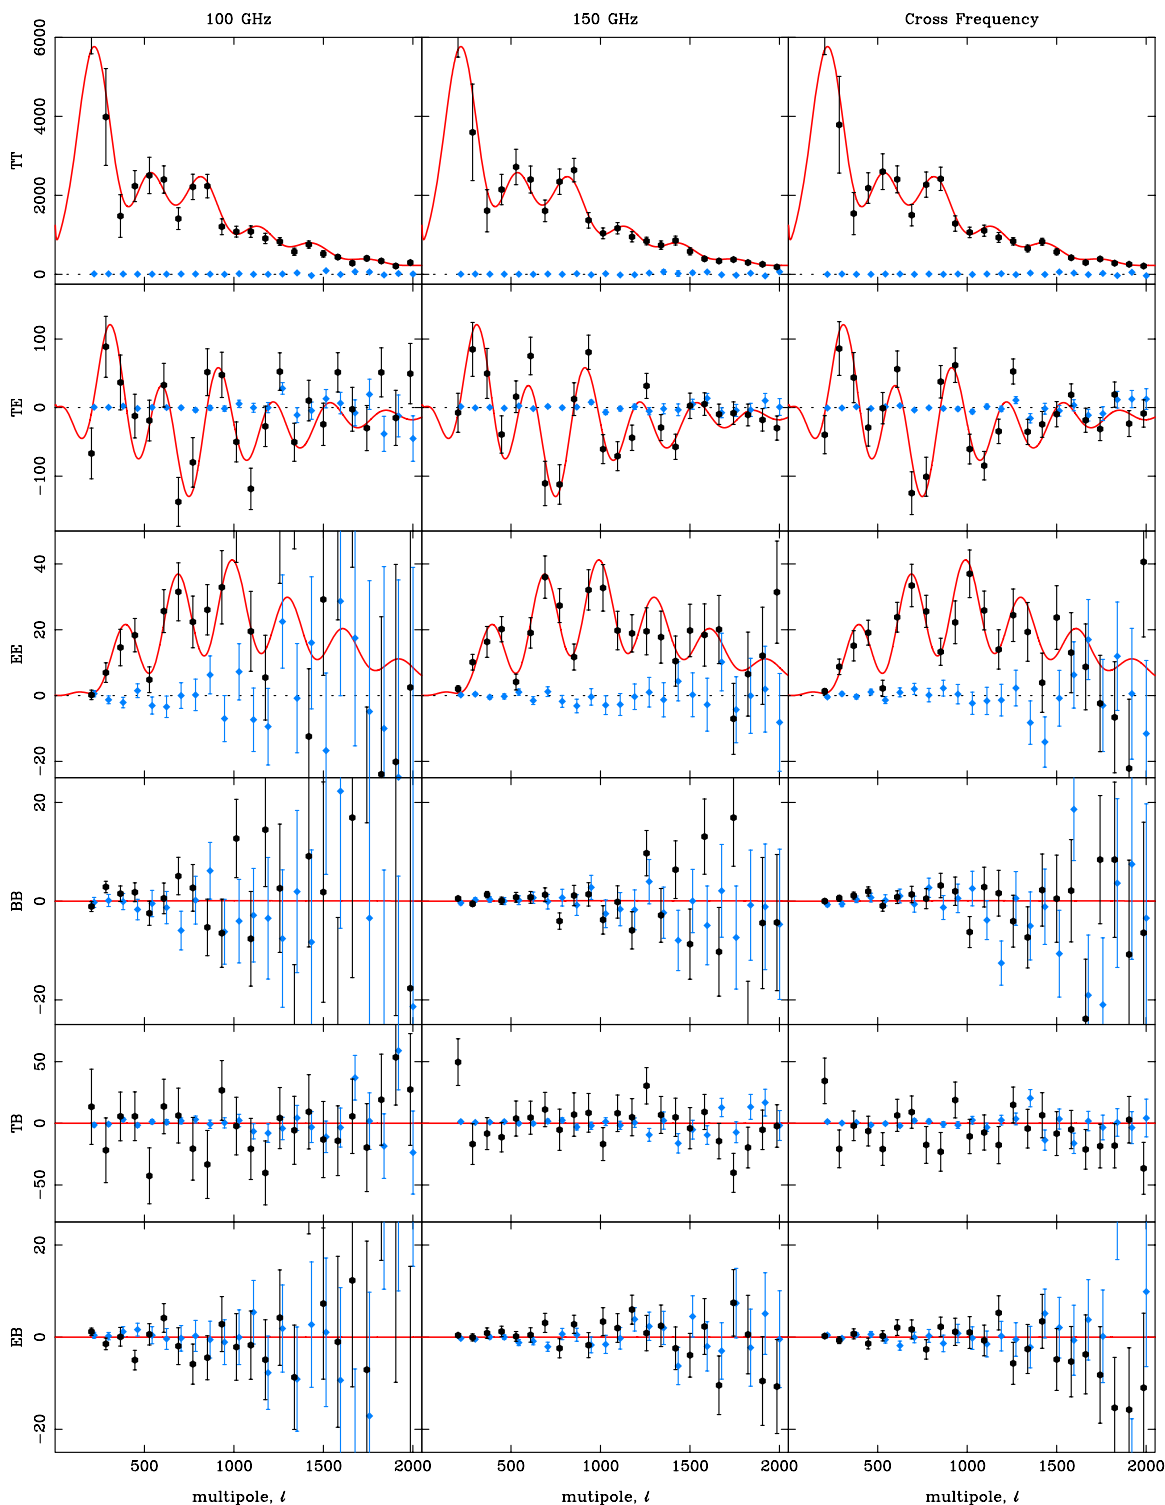 100 GHz 150 GHz Cross Frequency
TT 0 2000 4000 6000
TE −100 0 100
EE −20 0 20 40
BB −20 0 20
TB −50 0 50
EB −20 0 20
500 1000 1500 2000 500 1000 1500 2000 500 1000 1500 2000
multipole, l mutipole, l multipole, l